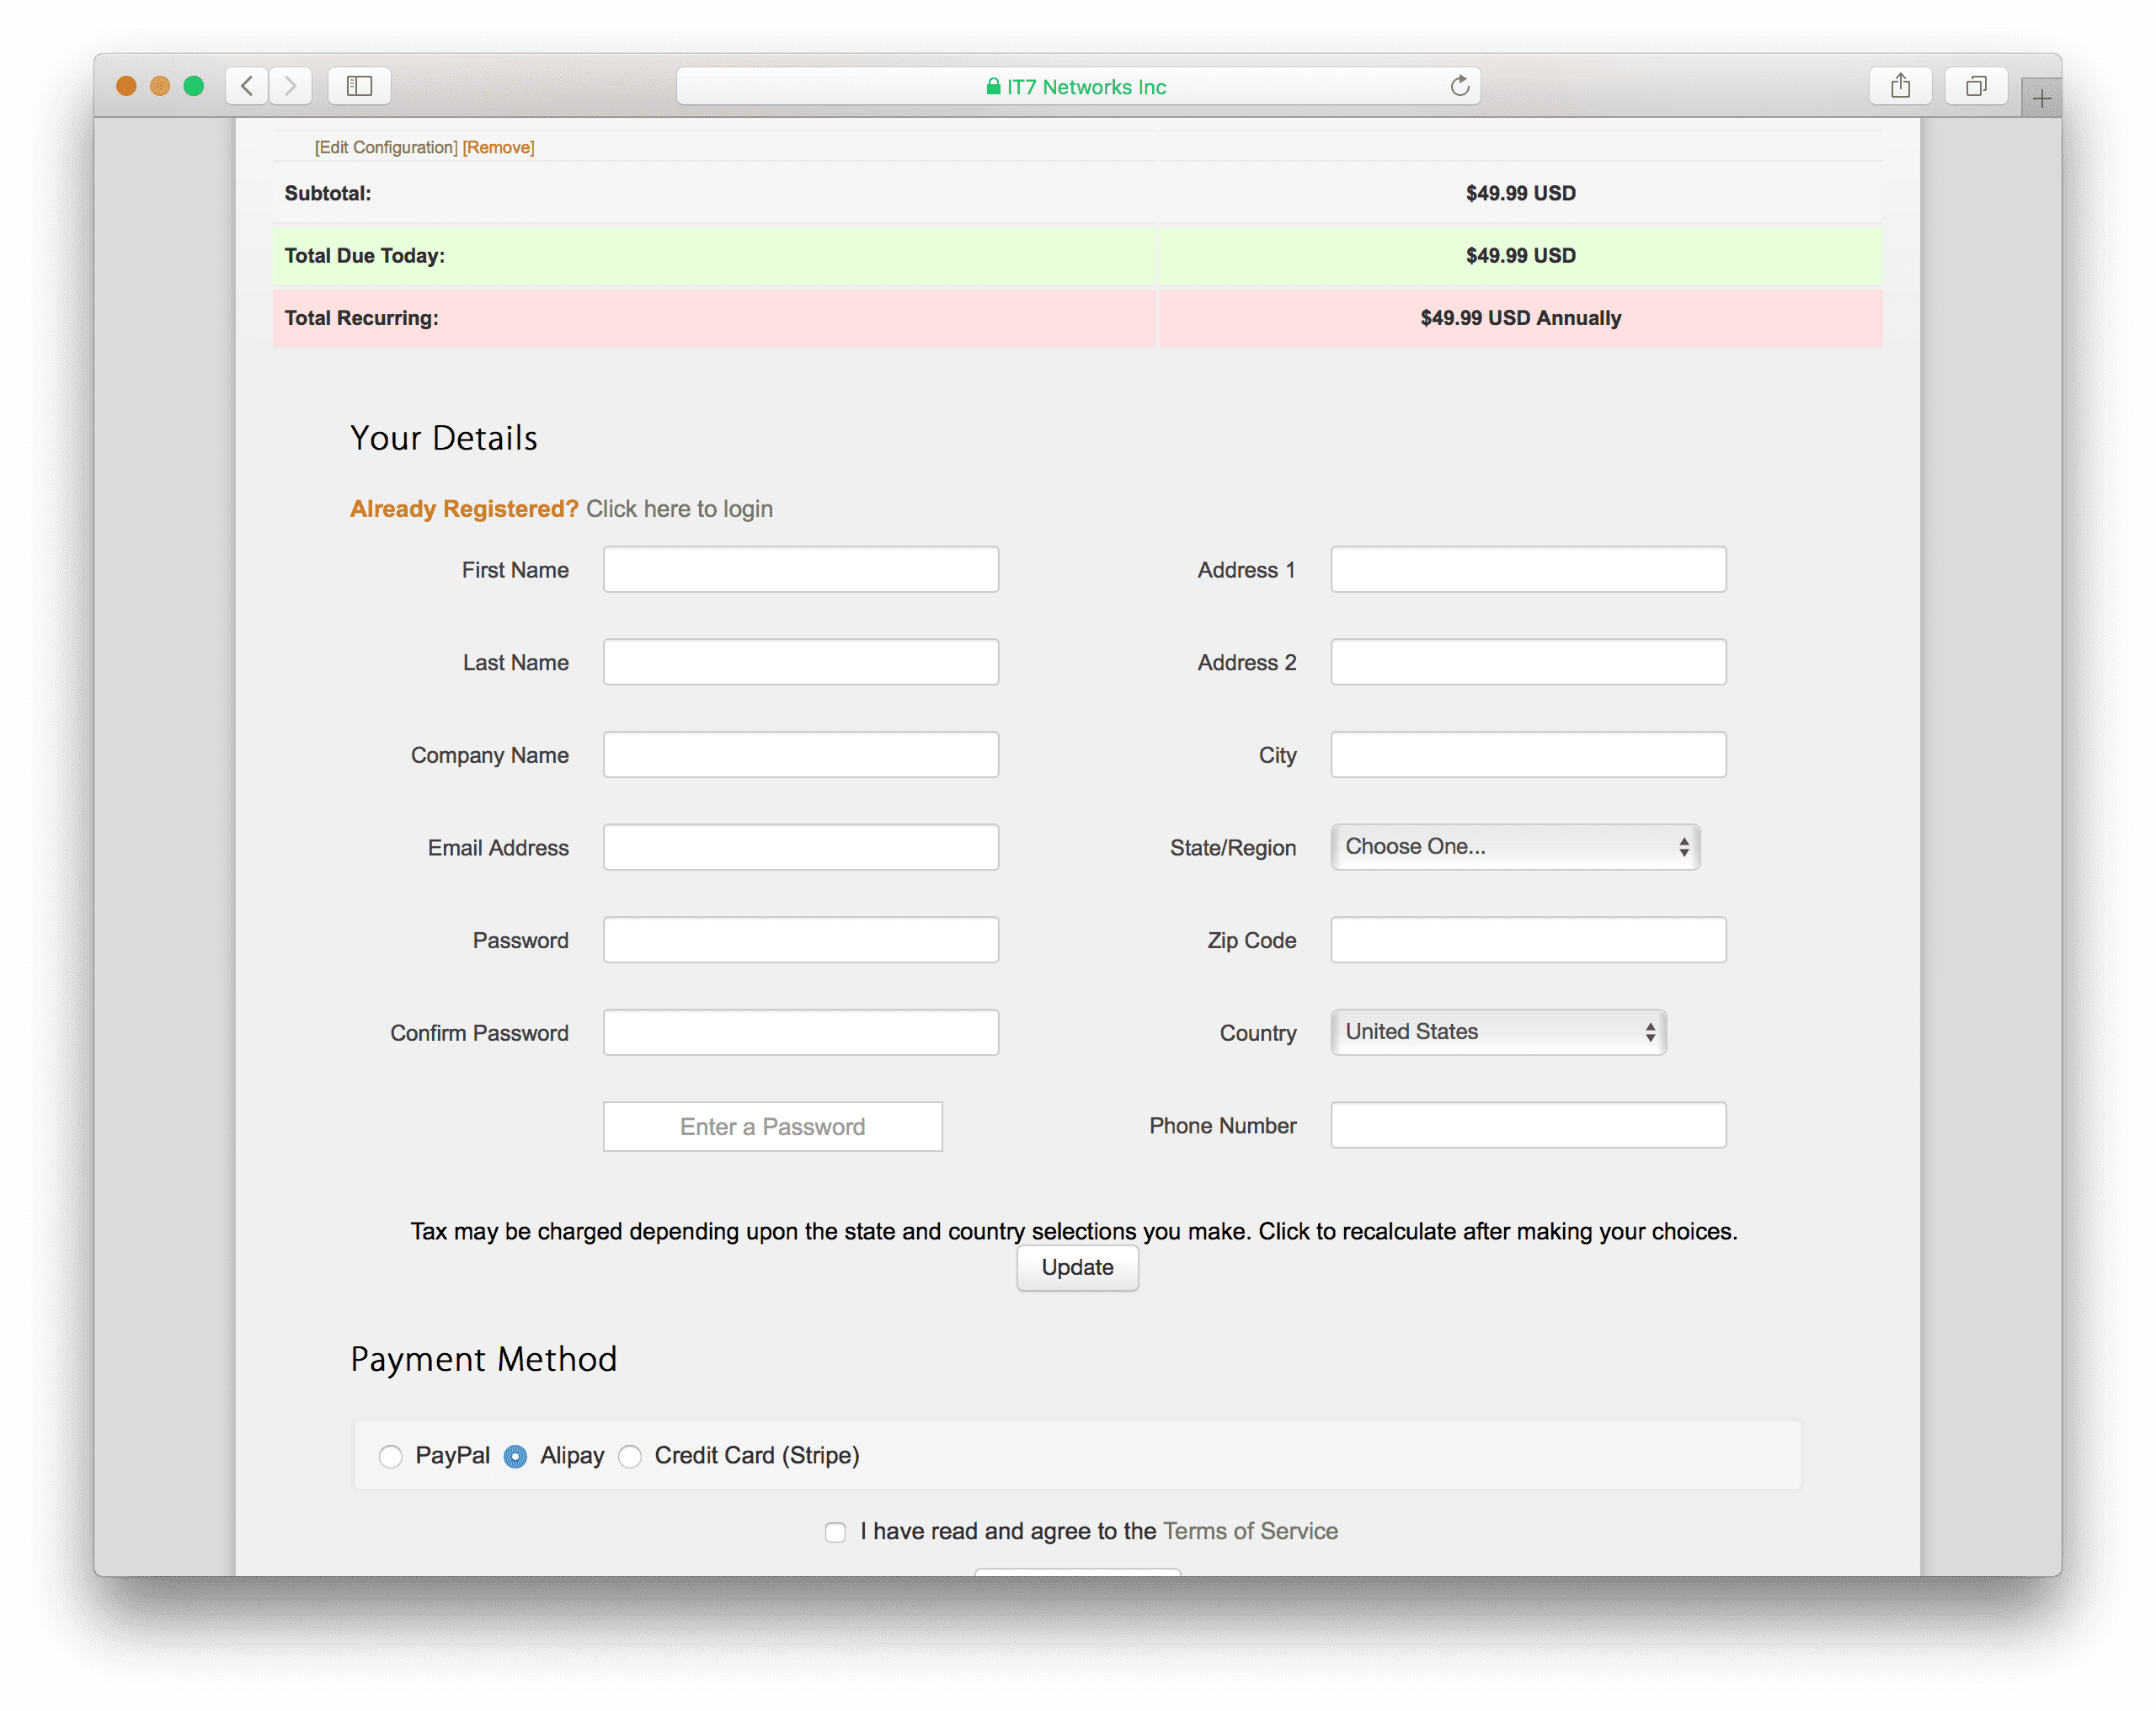 IT7 Networks Inc
[Edit Configuration] [Remove]
Subtotal: $49.99 USD
Total Due Today: $49.99 USD
Total Recurring: $49.99 USD Annually
Your Details
Already Registered? Click here to login
First Name
Address 1
Last Name
Address 2
Company Name
City
Email Address
State/Region Choose One...
Password
Zip Code
Confirm Password
Country United States
Enter a Password
Phone Number
Tax may be charged depending upon the state and country selections you make. Click to recalculate after making your choices.
Update
Payment Method
PayPal Alipay Credit Card (Stripe)
I have read and agree to the Terms of Service